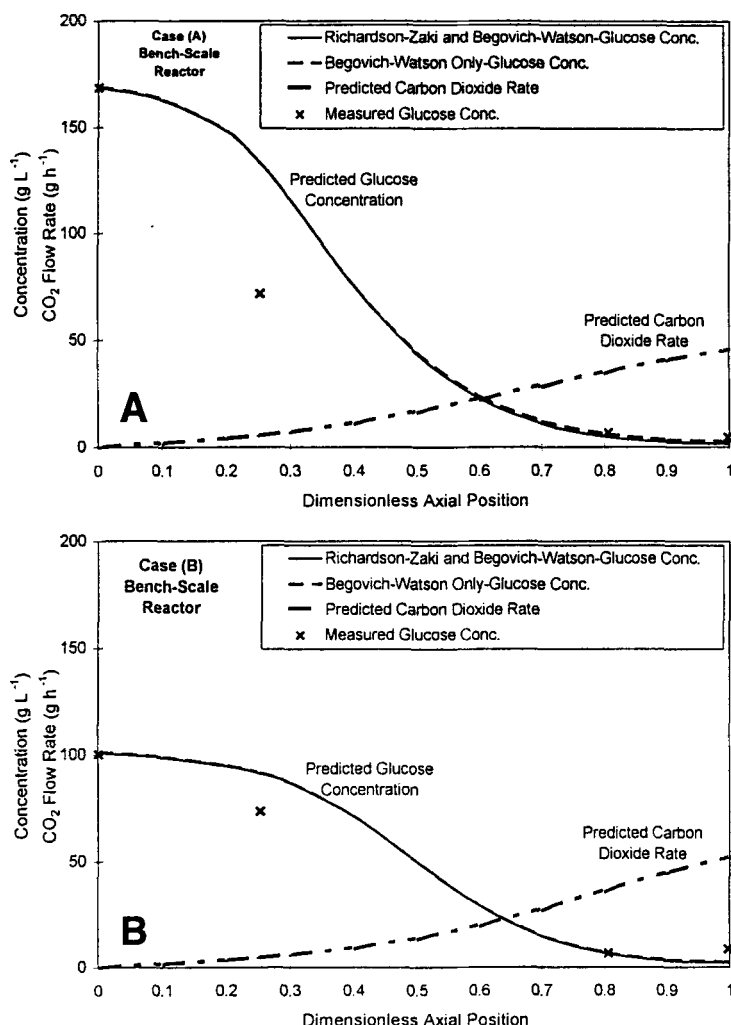 Case (A)
Bench-Scale
Reactor
Richardson-Zaki and Begovich-Watson-Glucose Conc.
Begovich-Watson Only-Glucose Conc.
Predicted Carbon Dioxide Rate
× Measured Glucose Conc.
Predicted Glucose
Concentration
Predicted Carbon
Dioxide Rate
Concentration (g L⁻¹)
CO₂ Flow Rate (g h⁻¹)
200
150
100
50
0
A
0 0.1 0.2 0.3 0.4 0.5 0.6 0.7 0.8 0.9 1
Dimensionless Axial Position
Case (B)
Bench-Scale
Reactor
Richardson-Zaki and Begovich-Watson-Glucose Conc.
Begovich-Watson Only-Glucose Conc.
Predicted Carbon Dioxide Rate
× Measured Glucose Conc.
Predicted Glucose
Concentration
Predicted Carbon
Dioxide Rate
Concentration (g L⁻¹)
CO₂ Flow Rate (g h⁻¹)
200
150
100
50
0
B
0 0.1 0.2 0.3 0.4 0.5 0.6 0.7 0.8 0.9 1
Dimensionless Axial Position